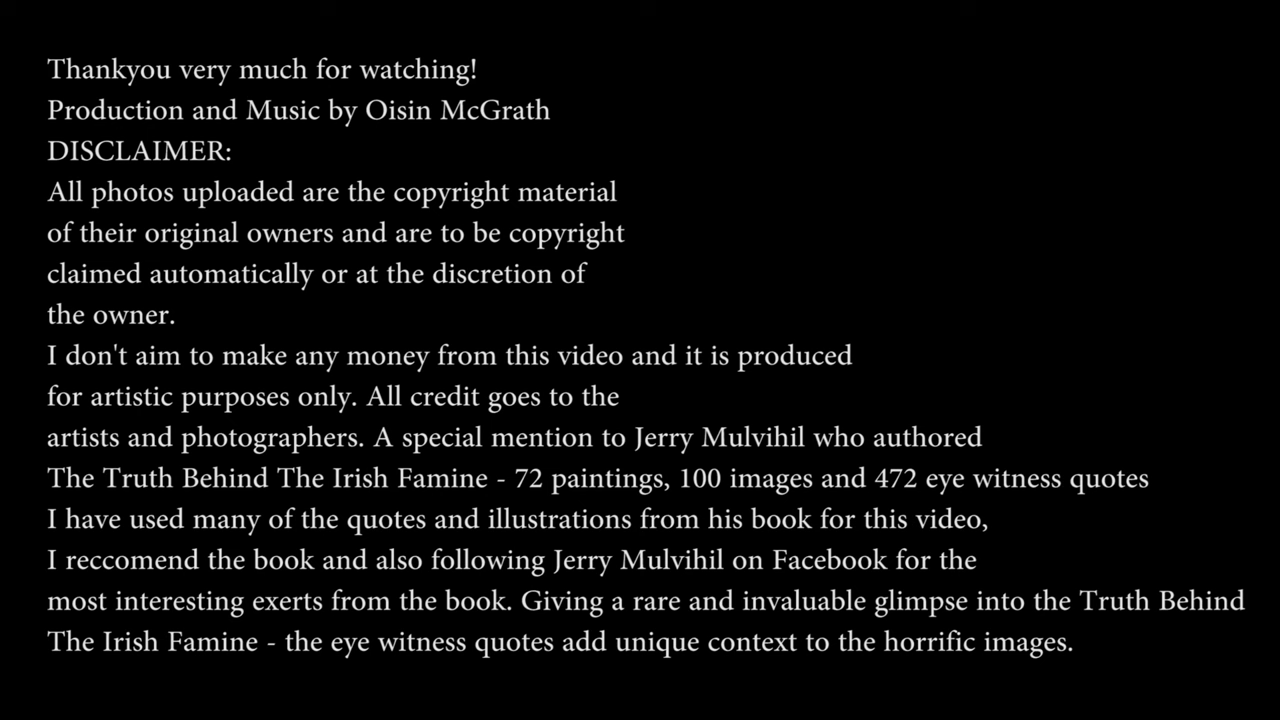 Thankyou very much for watching!
Production and Music by Oisin McGrath
DISCLAIMER:
All photos uploaded are the copyright material
of their original owners and are to be copyright
claimed automatically or at the discretion of
the owner.
I don't aim to make any money from this video and it is produced
for artistic purposes only. All credit goes to the
artists and photographers. A special mention to Jerry Mulvihil who authored
The Truth Behind The Irish Famine - 72 paintings, 100 images and 472 eye witness quotes
I have used many of the quotes and illustrations from his book for this video,
I reccomend the book and also following Jerry Mulvihil on Facebook for the
most interesting exerts from the book. Giving a rare and invaluable glimpse into the Truth Behind
The Irish Famine - the eye witness quotes add unique context to the horrific images.